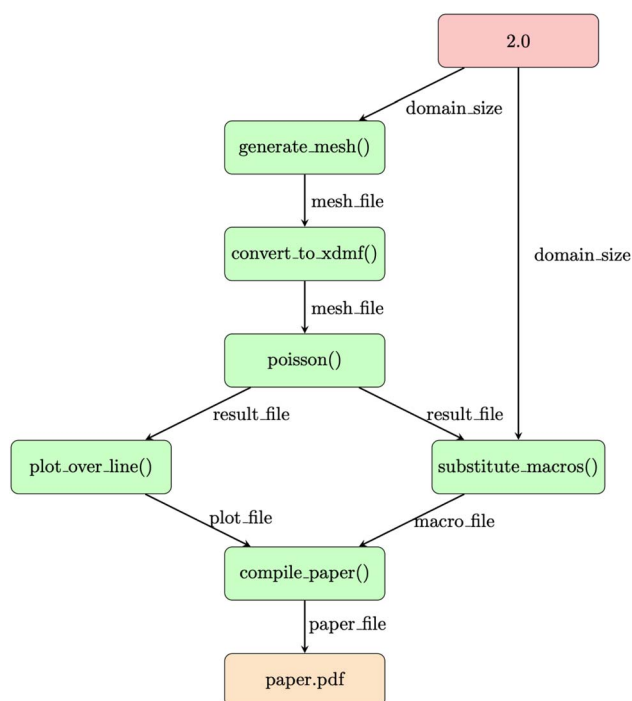 2.0
domain_size
generate_mesh()
mesh_file
convert_to_xdmf()
domain_size
mesh_file
poisson()
result_file
result_file
plot_over_line()
substitute_macros()
plot_file
macro_file
compile_paper()
paper_file
paper.pdf